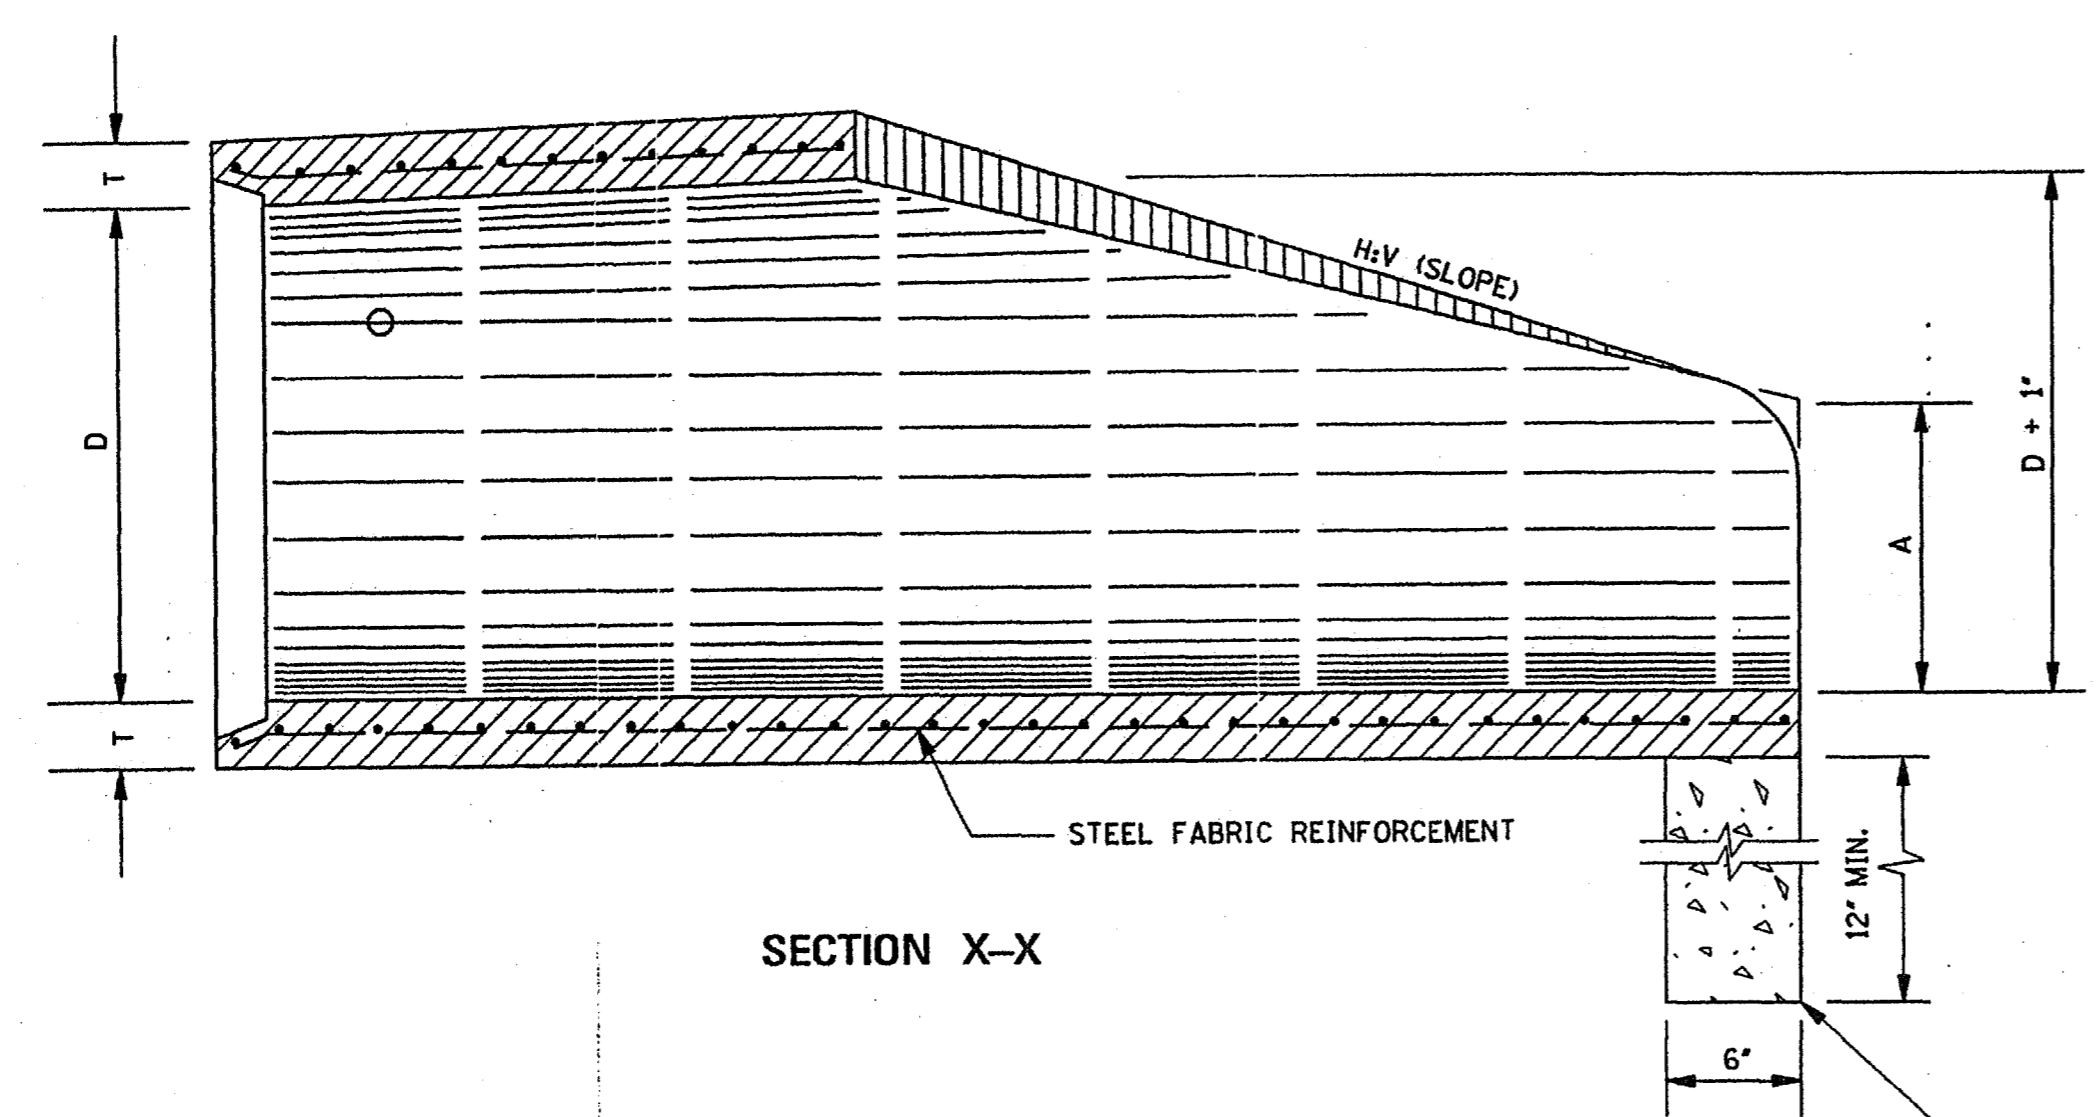 T
H:V (SLOPE)
D + 1"
D
A
T
STEEL FABRIC REINFORCEMENT
12" MIN.
SECTION X–X
6"